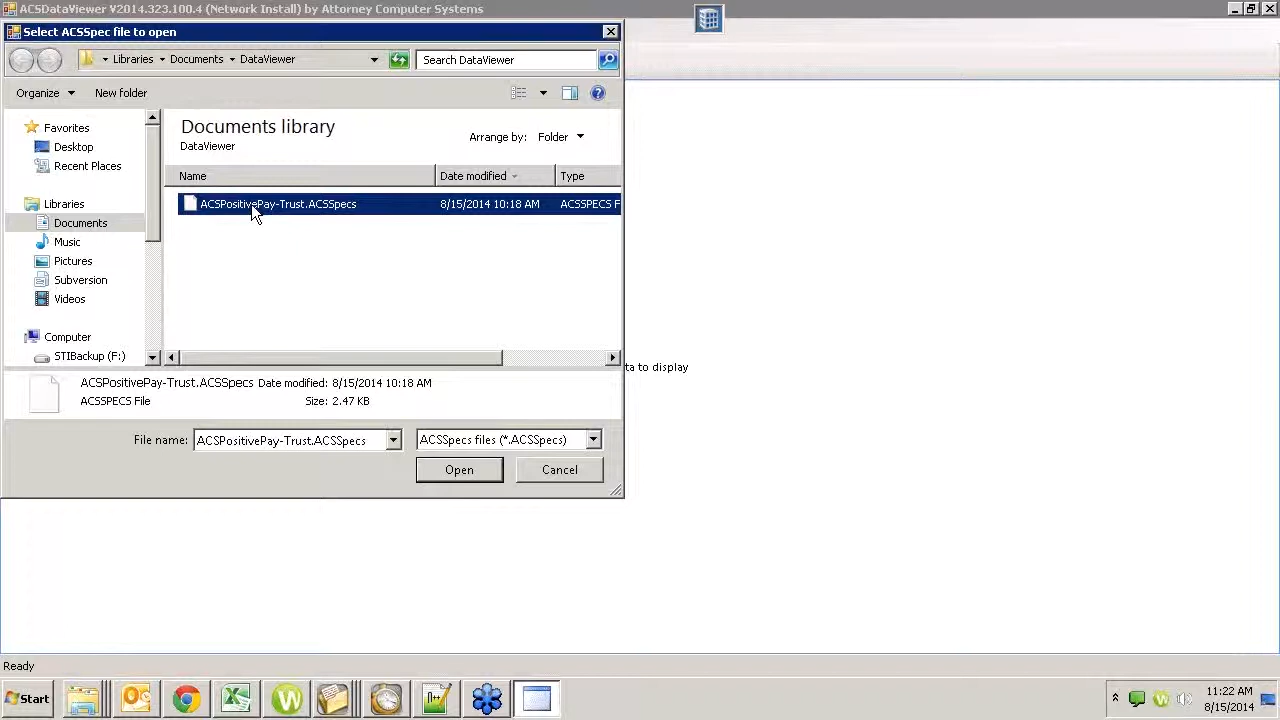 ACSDataViewer V2014.323.100.4 (Network Install) by Attorney Computer Systems
Select ACSSpec file to open
Libraries Documents DataViewer
Search DataViewer
Organize New folder
Favorites
Desktop
Recent Places
Libraries
Documents
Music
Pictures
Subversion
Videos
Computer
STIBackup (F:)
Documents library
DataViewer
Arrange by: Folder
Name Date modified Type
ACSPositivePay-Trust.ACSSpecs 8/15/2014 10:18 AM ACSSPECS F
ta to display
ACSPositivePay-Trust.ACSSpecs Date modified: 8/15/2014 10:18 AM
ACSSPECS File Size: 2.47 KB
File name: ACSPositivePay-Trust.ACSSpecs ACSSpecs files (*.ACSSpecs)
Open Cancel
Ready
Start
11:22 AM
8/15/2014